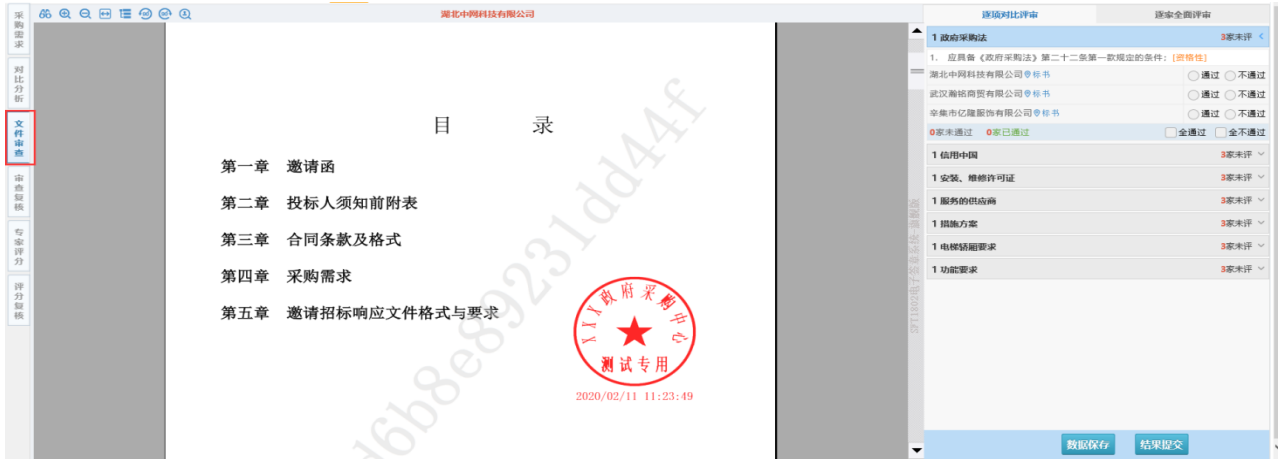 湖北中网科技有限公司
采购需求
对比分析
文件审查
审查复核
专家评分
评分复核
目 录
第一章 邀请函
第二章 投标人须知前附表
第三章 合同条款及格式
第四章 采购需求
第五章 邀请招标响应文件格式与要求
XXX政府采购中心
测试专用
2020/02/11 11:23:49
d6b8e89231dd44f
逐项对比评审 逐家全面评审
1 政府采购法 3家未评
1. 应具备《政府采购法》第二十二条第一款规定的条件; [资格性]
湖北中网科技有限公司 标书 通过 不通过
武汉瀚铭商贸有限公司 标书 通过 不通过
辛集市亿隆服饰有限公司 标书 通过 不通过
0家未通过 0家已通过 全通过 全不通过
1 信用中国 3家未评
1 安装、维修许可证 3家未评
1 服务的供应商 3家未评
1 措施方案 3家未评
1 电梯轿厢要求 3家未评
1 功能要求 3家未评
数据保存 结果提交